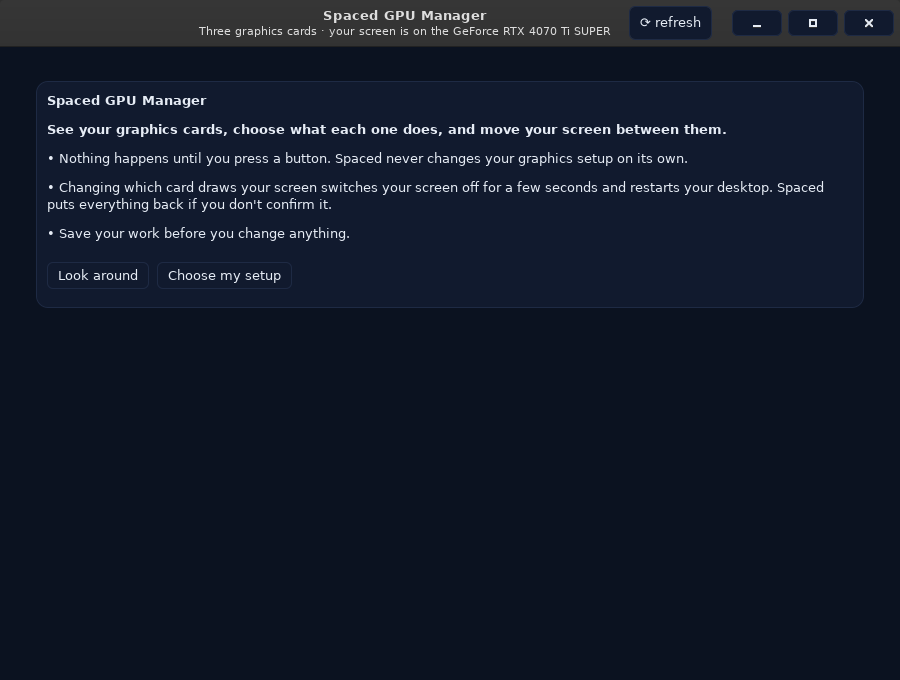 Spaced GPU Manager
Three graphics cards · your screen is on the GeForce RTX 4070 Ti SUPER
⟳ refresh
Spaced GPU Manager
See your graphics cards, choose what each one does, and move your screen between them.
• Nothing happens until you press a button. Spaced never changes your graphics setup on its own.
• Changing which card draws your screen switches your screen off for a few seconds and restarts your desktop. Spaced
puts everything back if you don't confirm it.
• Save your work before you change anything.
Look around
Choose my setup